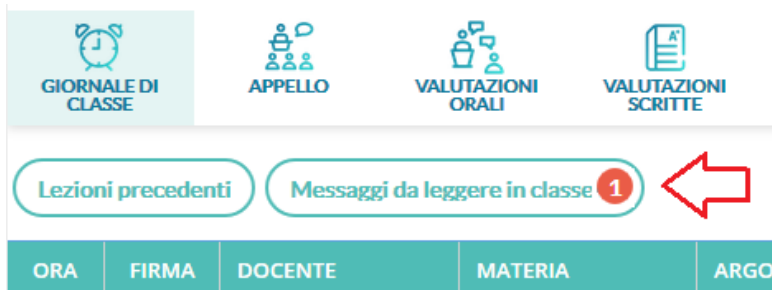 GIORNALE DI
CLASSE
APPELLO
VALUTAZIONI
ORALI
A+
VALUTAZIONI
SCRITTE
Lezioni precedenti
Messaggi da leggere in classe 1
ORA FIRMA DOCENTE MATERIA ARGO